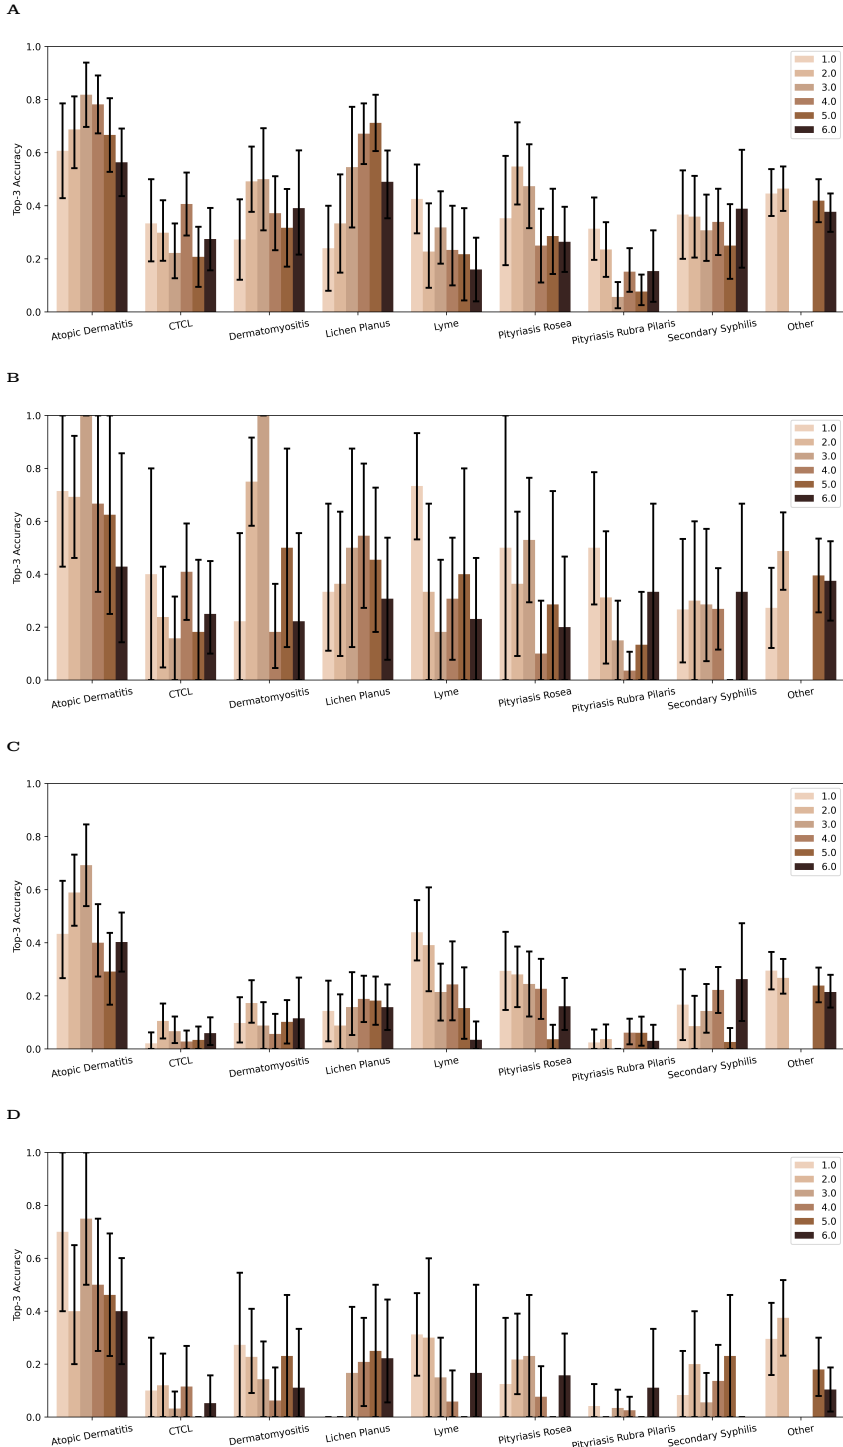 A
1.0
0.8
0.6
0.4
0.2
0.0
Top-3 Accuracy
1.0
2.0
3.0
4.0
5.0
6.0
Atopic Dermatitis
CTCL
Dermatomyositis
Lichen Planus
Lyme
Pityriasis Rosea
Pityriasis Rubra Pilaris
Secondary Syphilis
Other
B
1.0
0.8
0.6
0.4
0.2
0.0
Top-3 Accuracy
1.0
2.0
3.0
4.0
5.0
6.0
Atopic Dermatitis
CTCL
Dermatomyositis
Lichen Planus
Lyme
Pityriasis Rosea
Pityriasis Rubra Pilaris
Secondary Syphilis
Other
C
1.0
0.8
0.6
0.4
0.2
0.0
Top-3 Accuracy
1.0
2.0
3.0
4.0
5.0
6.0
Atopic Dermatitis
CTCL
Dermatomyositis
Lichen Planus
Lyme
Pityriasis Rosea
Pityriasis Rubra Pilaris
Secondary Syphilis
Other
D
1.0
0.8
0.6
0.4
0.2
0.0
Top-3 Accuracy
1.0
2.0
3.0
4.0
5.0
6.0
Atopic Dermatitis
CTCL
Dermatomyositis
Lichen Planus
Lyme
Pityriasis Rosea
Pityriasis Rubra Pilaris
Secondary Syphilis
Other